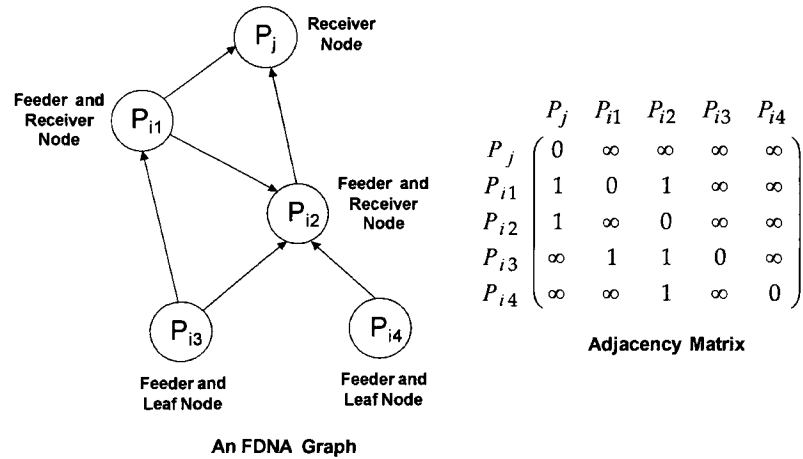 Receiver
Node
Pj
Feeder and
Receiver
Node
Pi1
Feeder and
Receiver
Node
Pi2
Pi3
Pi4
Feeder and
Leaf Node
Feeder and
Leaf Node
An FDNA Graph
Pj Pi1 Pi2 Pi3 Pi4
Pj 0 ∞ ∞ ∞ ∞
Pi1 1 0 1 ∞ ∞
Pi2 1 ∞ 0 ∞ ∞
Pi3 ∞ 1 1 0 ∞
Pi4 ∞ ∞ 1 ∞ 0
Adjacency Matrix